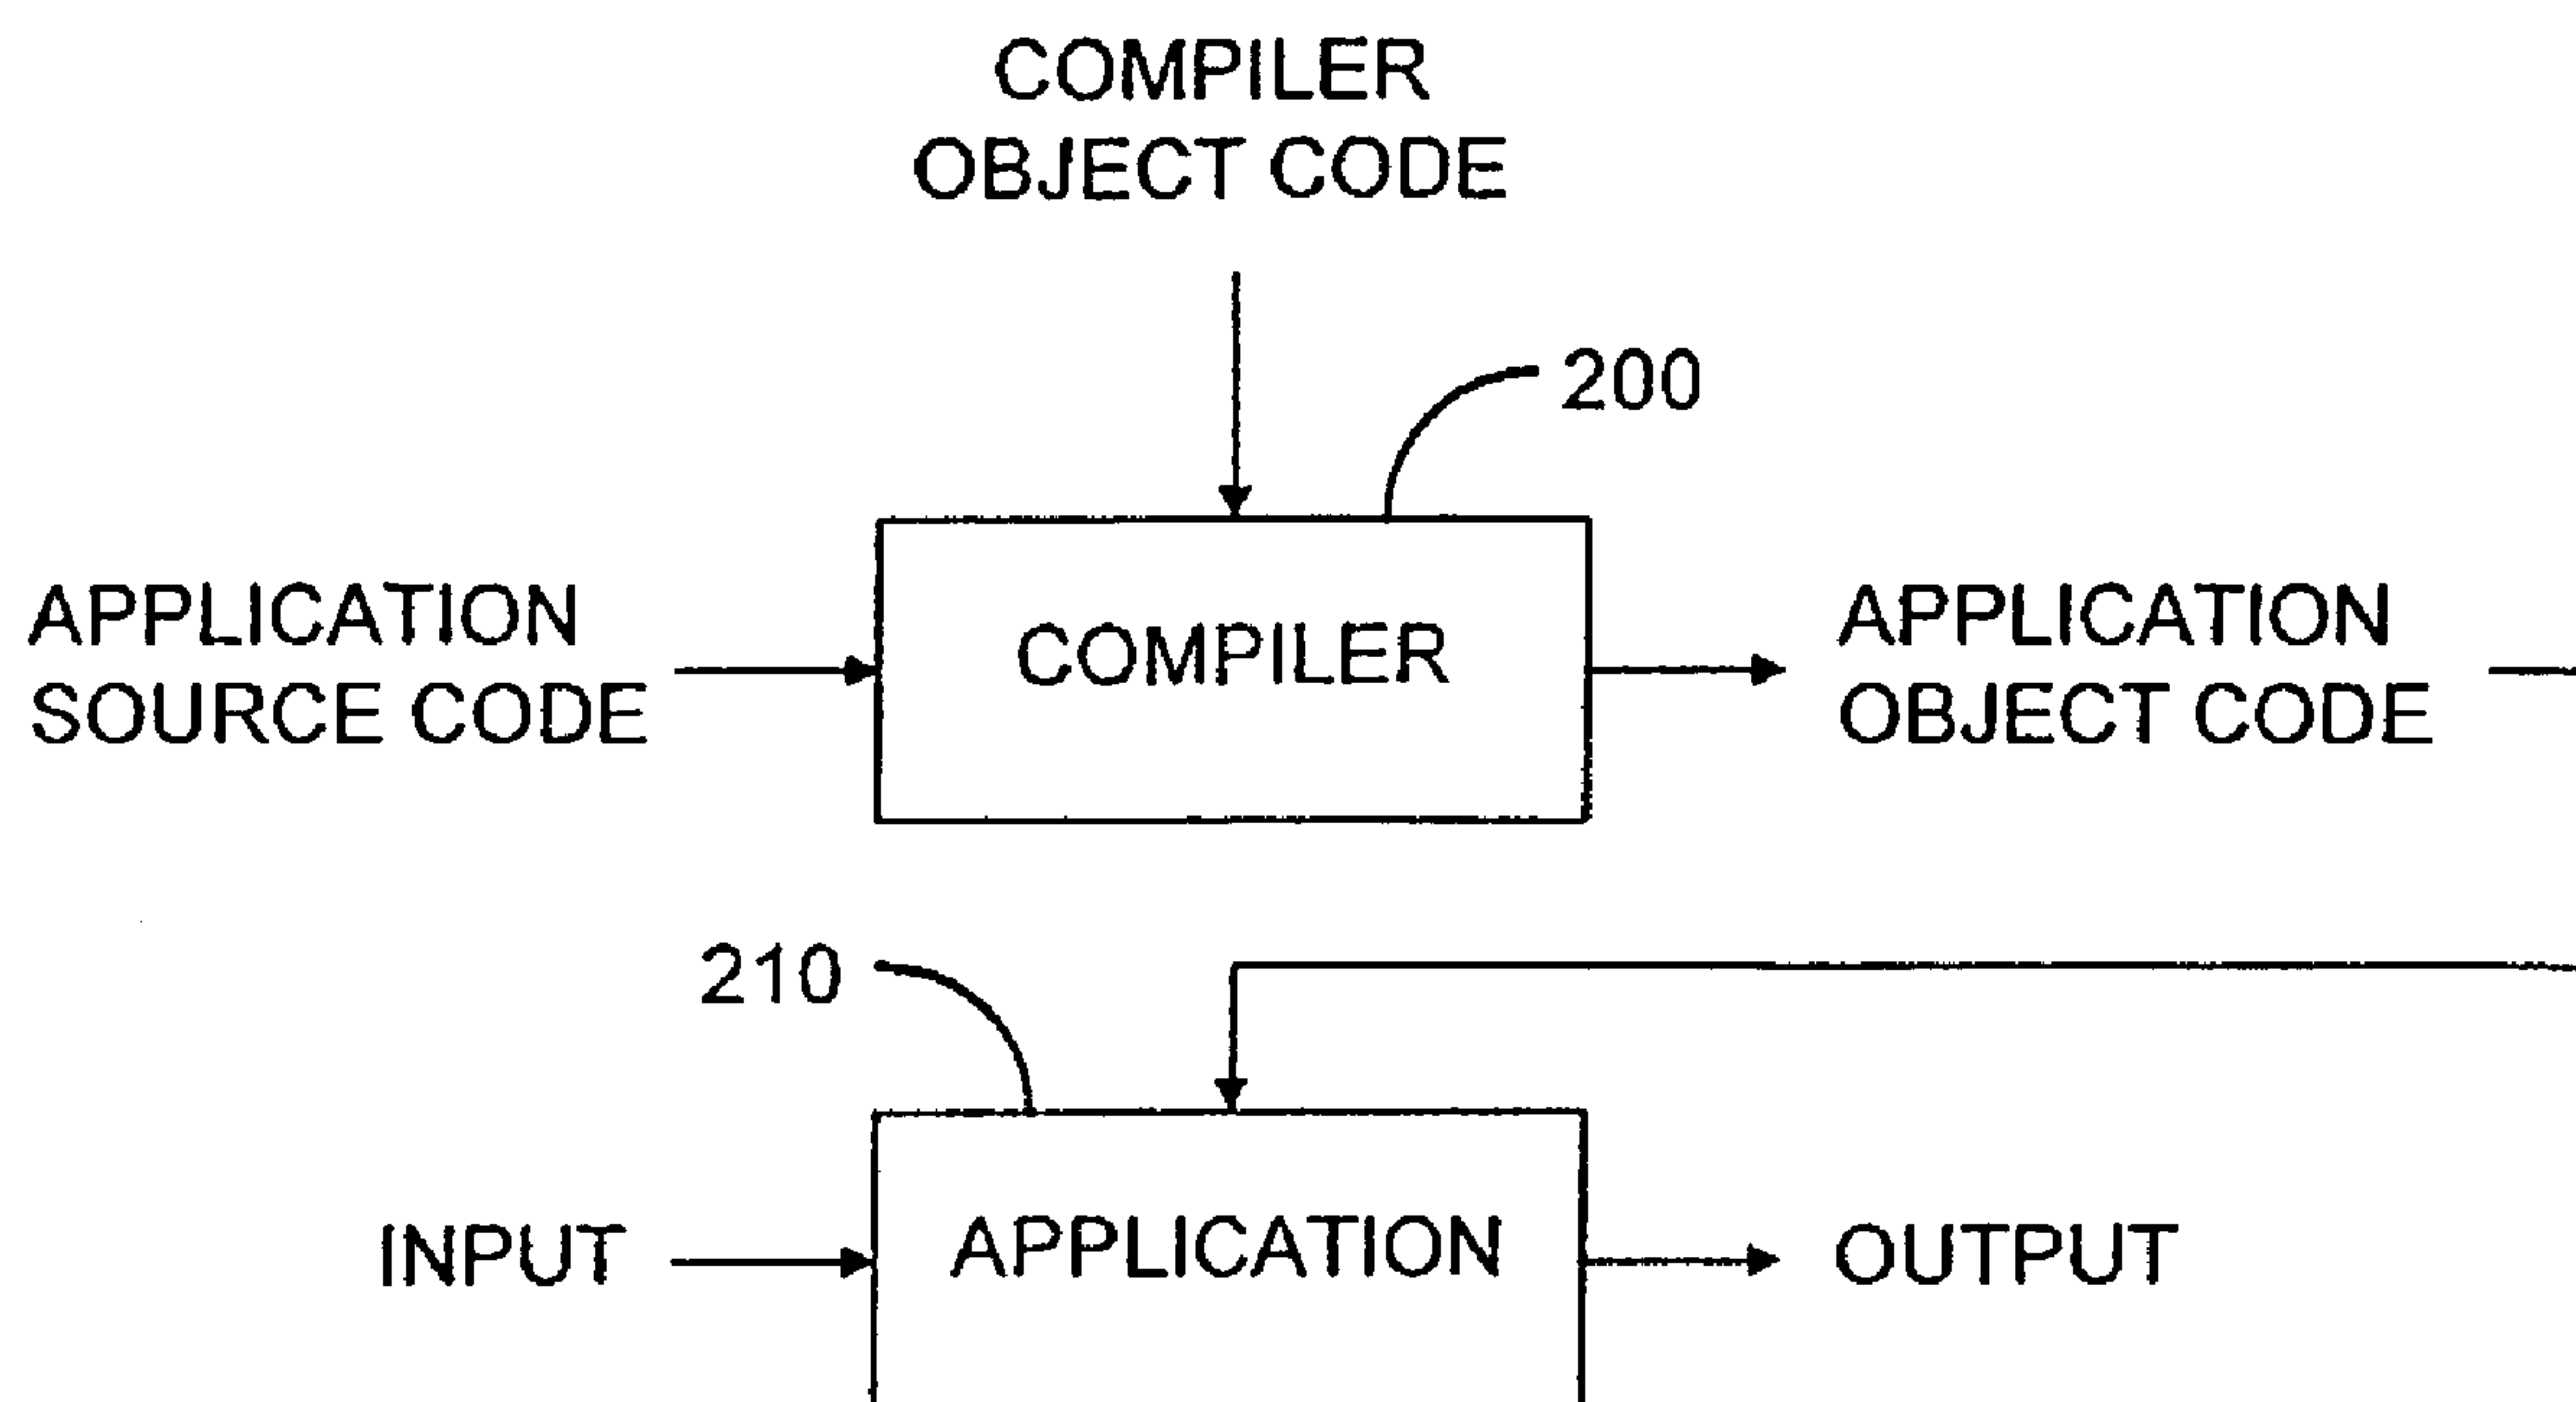 COMPILER
OBJECT CODE
200
APPLICATION
SOURCE CODE
COMPILER
APPLICATION
OBJECT CODE
210
INPUT
APPLICATION
OUTPUT